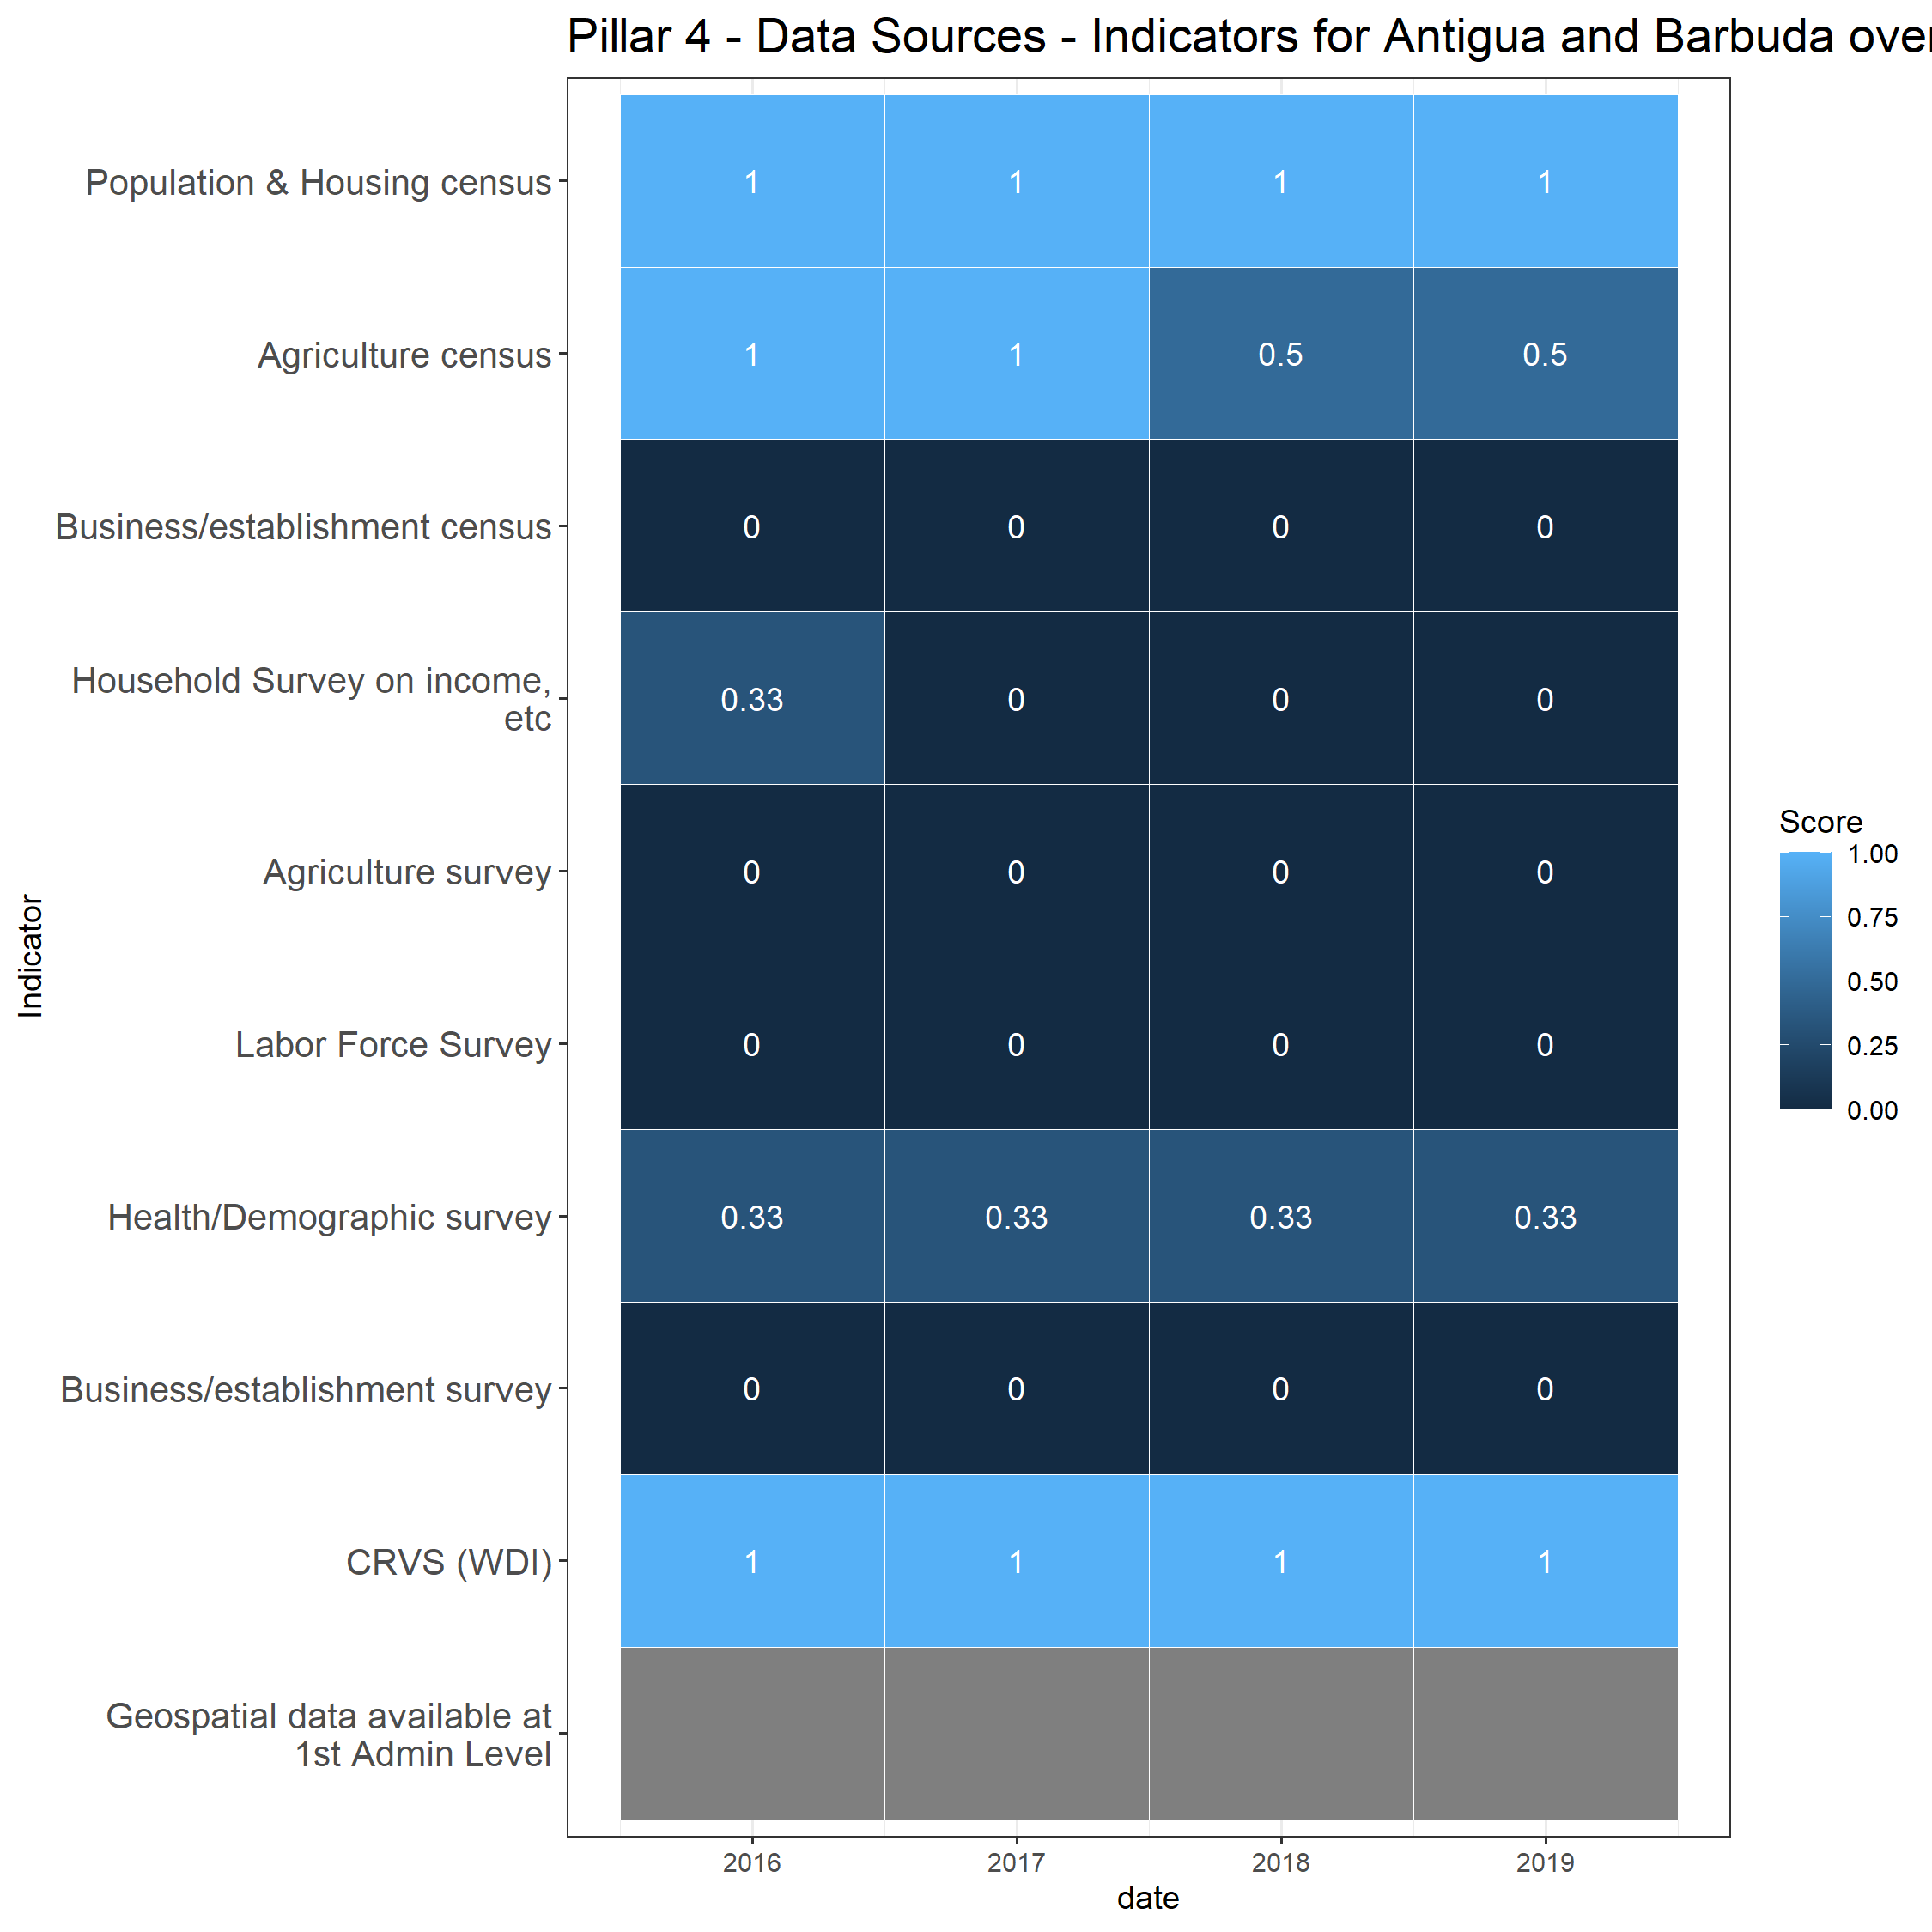 Pillar 4 - Data Sources - Indicators for Antigua and Barbuda over
Population & Housing census
1 1 1 1
Agriculture census
1 1 0.5 0.5
Business/establishment census
0 0 0 0
Household Survey on income,
etc
0.33 0 0 0
Agriculture survey
0 0 0 0
Labor Force Survey
0 0 0 0
Health/Demographic survey
0.33 0.33 0.33 0.33
Business/establishment survey
0 0 0 0
CRVS (WDI)
1 1 1 1
Geospatial data available at
1st Admin Level
Indicator
2016 2017 2018 2019
date
Score
1.00
0.75
0.50
0.25
0.00